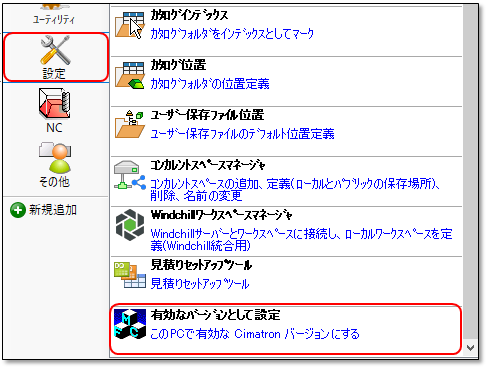 ユーティリティ
設定
NC
その他
新規追加
カタログインデックス
カタログフォルダをインデックスとしてマーク
カタログ位置
カタログフォルダの位置定義
ユーザー保存ファイル位置
ユーザー保存ファイルのデフォルト位置定義
コンカレントスペースマネージャ
コンカレントスペースの追加、定義(ローカルとパブリックの保存場所)、
削除、名前の変更
Windchillワークスペースマネージャ
Windchillサーバーとワークスペースに接続し、ローカルワークスペースを定
義(Windchill統合用)
見積りセットアップツール
見積りセットアップツール
有効なバージョンとして設定
このPCで有効な Cimatron バージョンにする